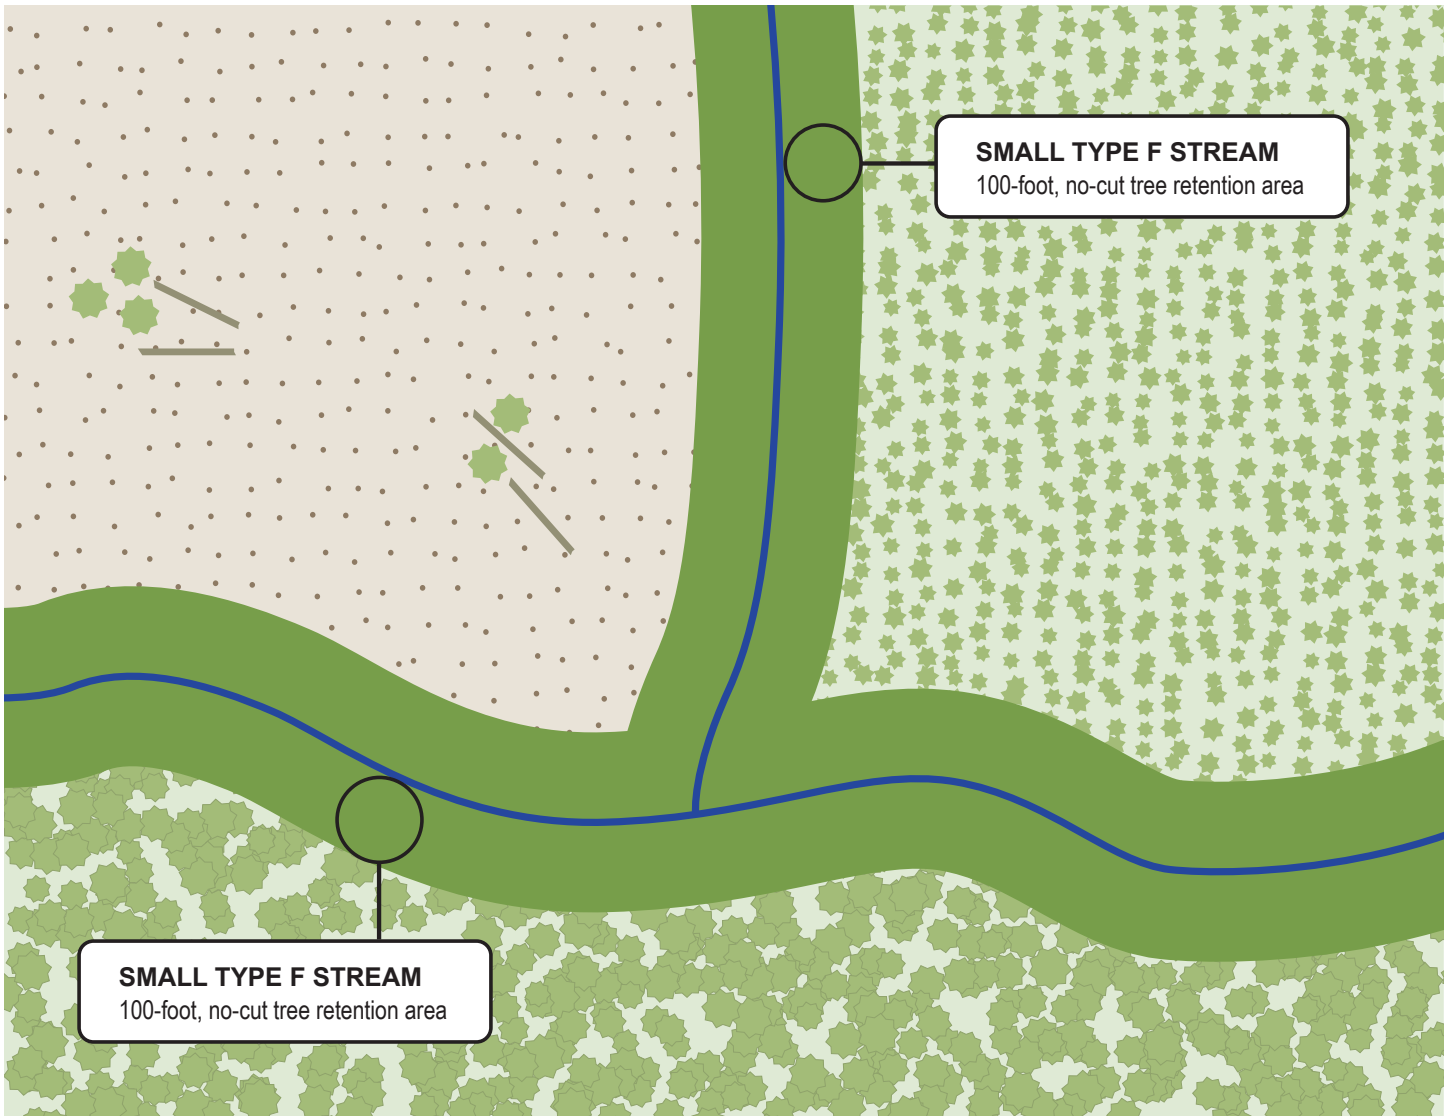 SMALL TYPE F STREAM
100-foot, no-cut tree retention area
SMALL TYPE F STREAM
100-foot, no-cut tree retention area